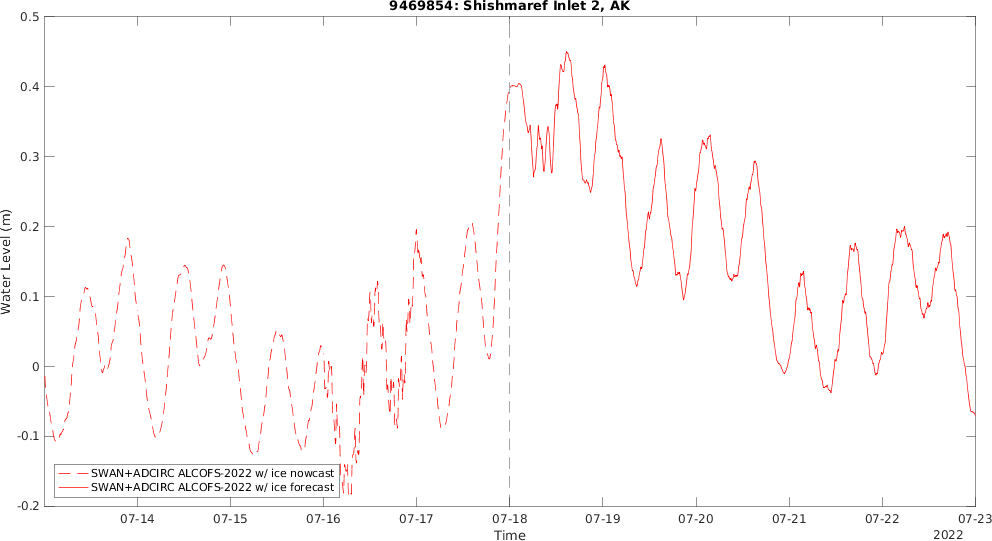 9469854: Shishmaref Inlet 2, AK
0.5
0.4
0.3
0.2
0.1
0
-0.1
-0.2
Water Level (m)
SWAN+ADCIRC ALCOFS-2022 w/ ice nowcast
SWAN+ADCIRC ALCOFS-2022 w/ ice forecast
07-14 07-15 07-16 07-17 07-18 07-19 07-20 07-21 07-22 07-23
Time
2022